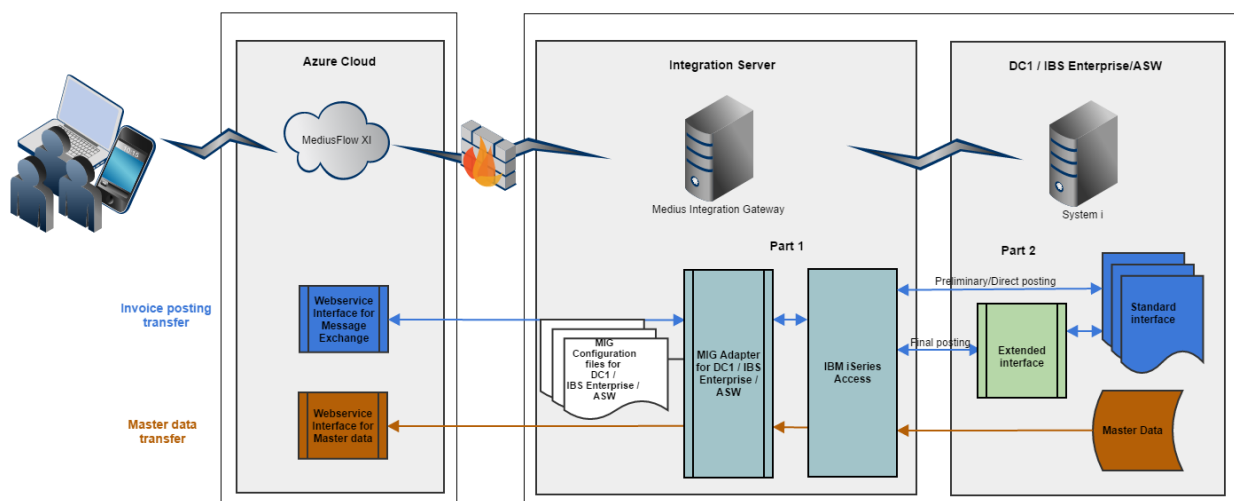 Azure Cloud
Integration Server
DC1 / IBS Enterprise/ASW
MediusFlow XI
Medius Integration Gateway
System i
Part 1
Part 2
Invoice posting
transfer
Webservice
Interface for
Message
Exchange
MIG
Configuration
files for
DC1 /
IBS Enterprise /
ASW
MIG Adapter
for DC1 / IBS
Enterprise /
ASW
IBM iSeries
Access
Preliminary/Direct posting
Final posting
Extended
interface
Standard
interface
Master data
transfer
Webservice
Interface for
Master data
Master Data